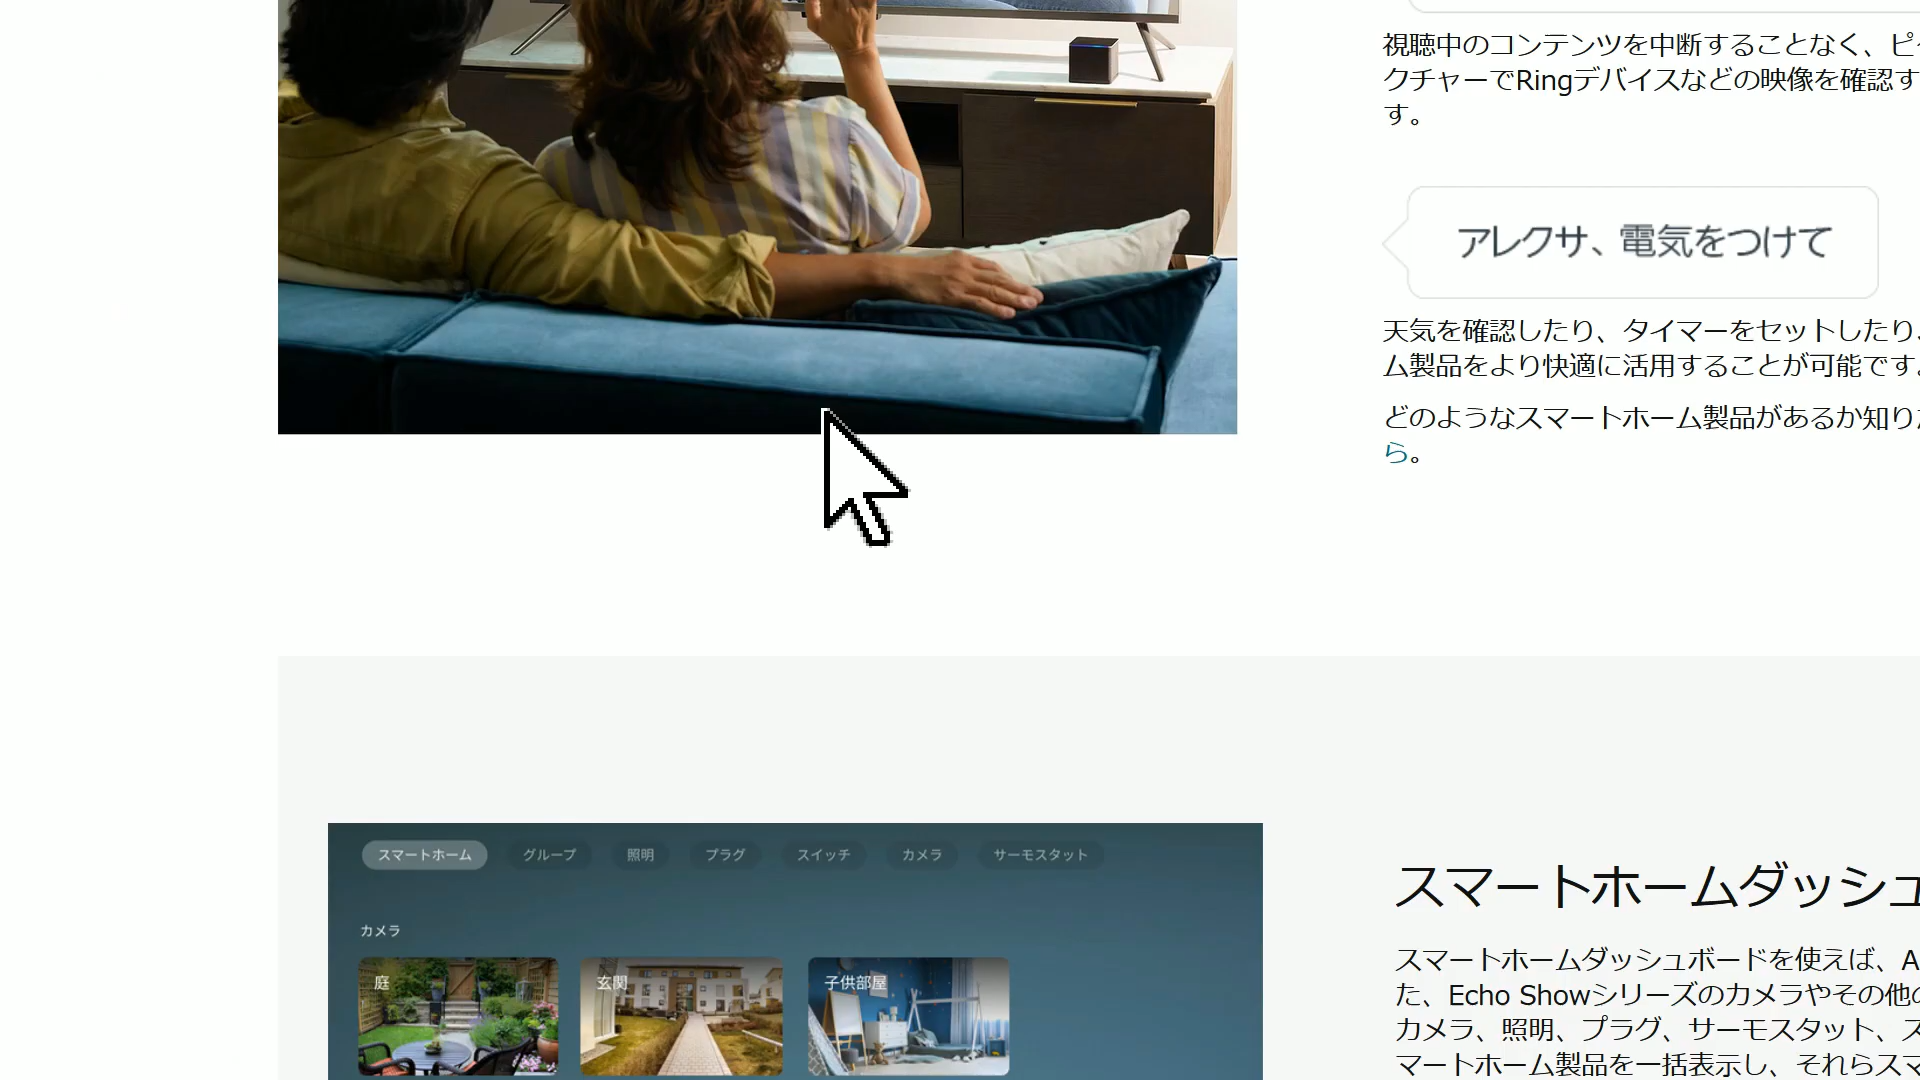 視聴中のコンテンツを中断することなく、ピ
クチャーでRingデバイスなどの映像を確認す
す。
アレクサ、電気をつけて
天気を確認したり、タイマーをセットしたり、
ム製品をより快適に活用することが可能です。
どのようなスマートホーム製品があるか知り
ら。
スマートホーム グループ 照明 プラグ スイッチ カメラ サーモスタット
カメラ
庭 玄関 子供部屋
スマートホームダッシュ
スマートホームダッシュボードを使えば、A
た、Echo Showシリーズのカメラやその他の
カメラ、照明、プラグ、サーモスタット、ス
マートホーム製品を一括表示し、それらスマ